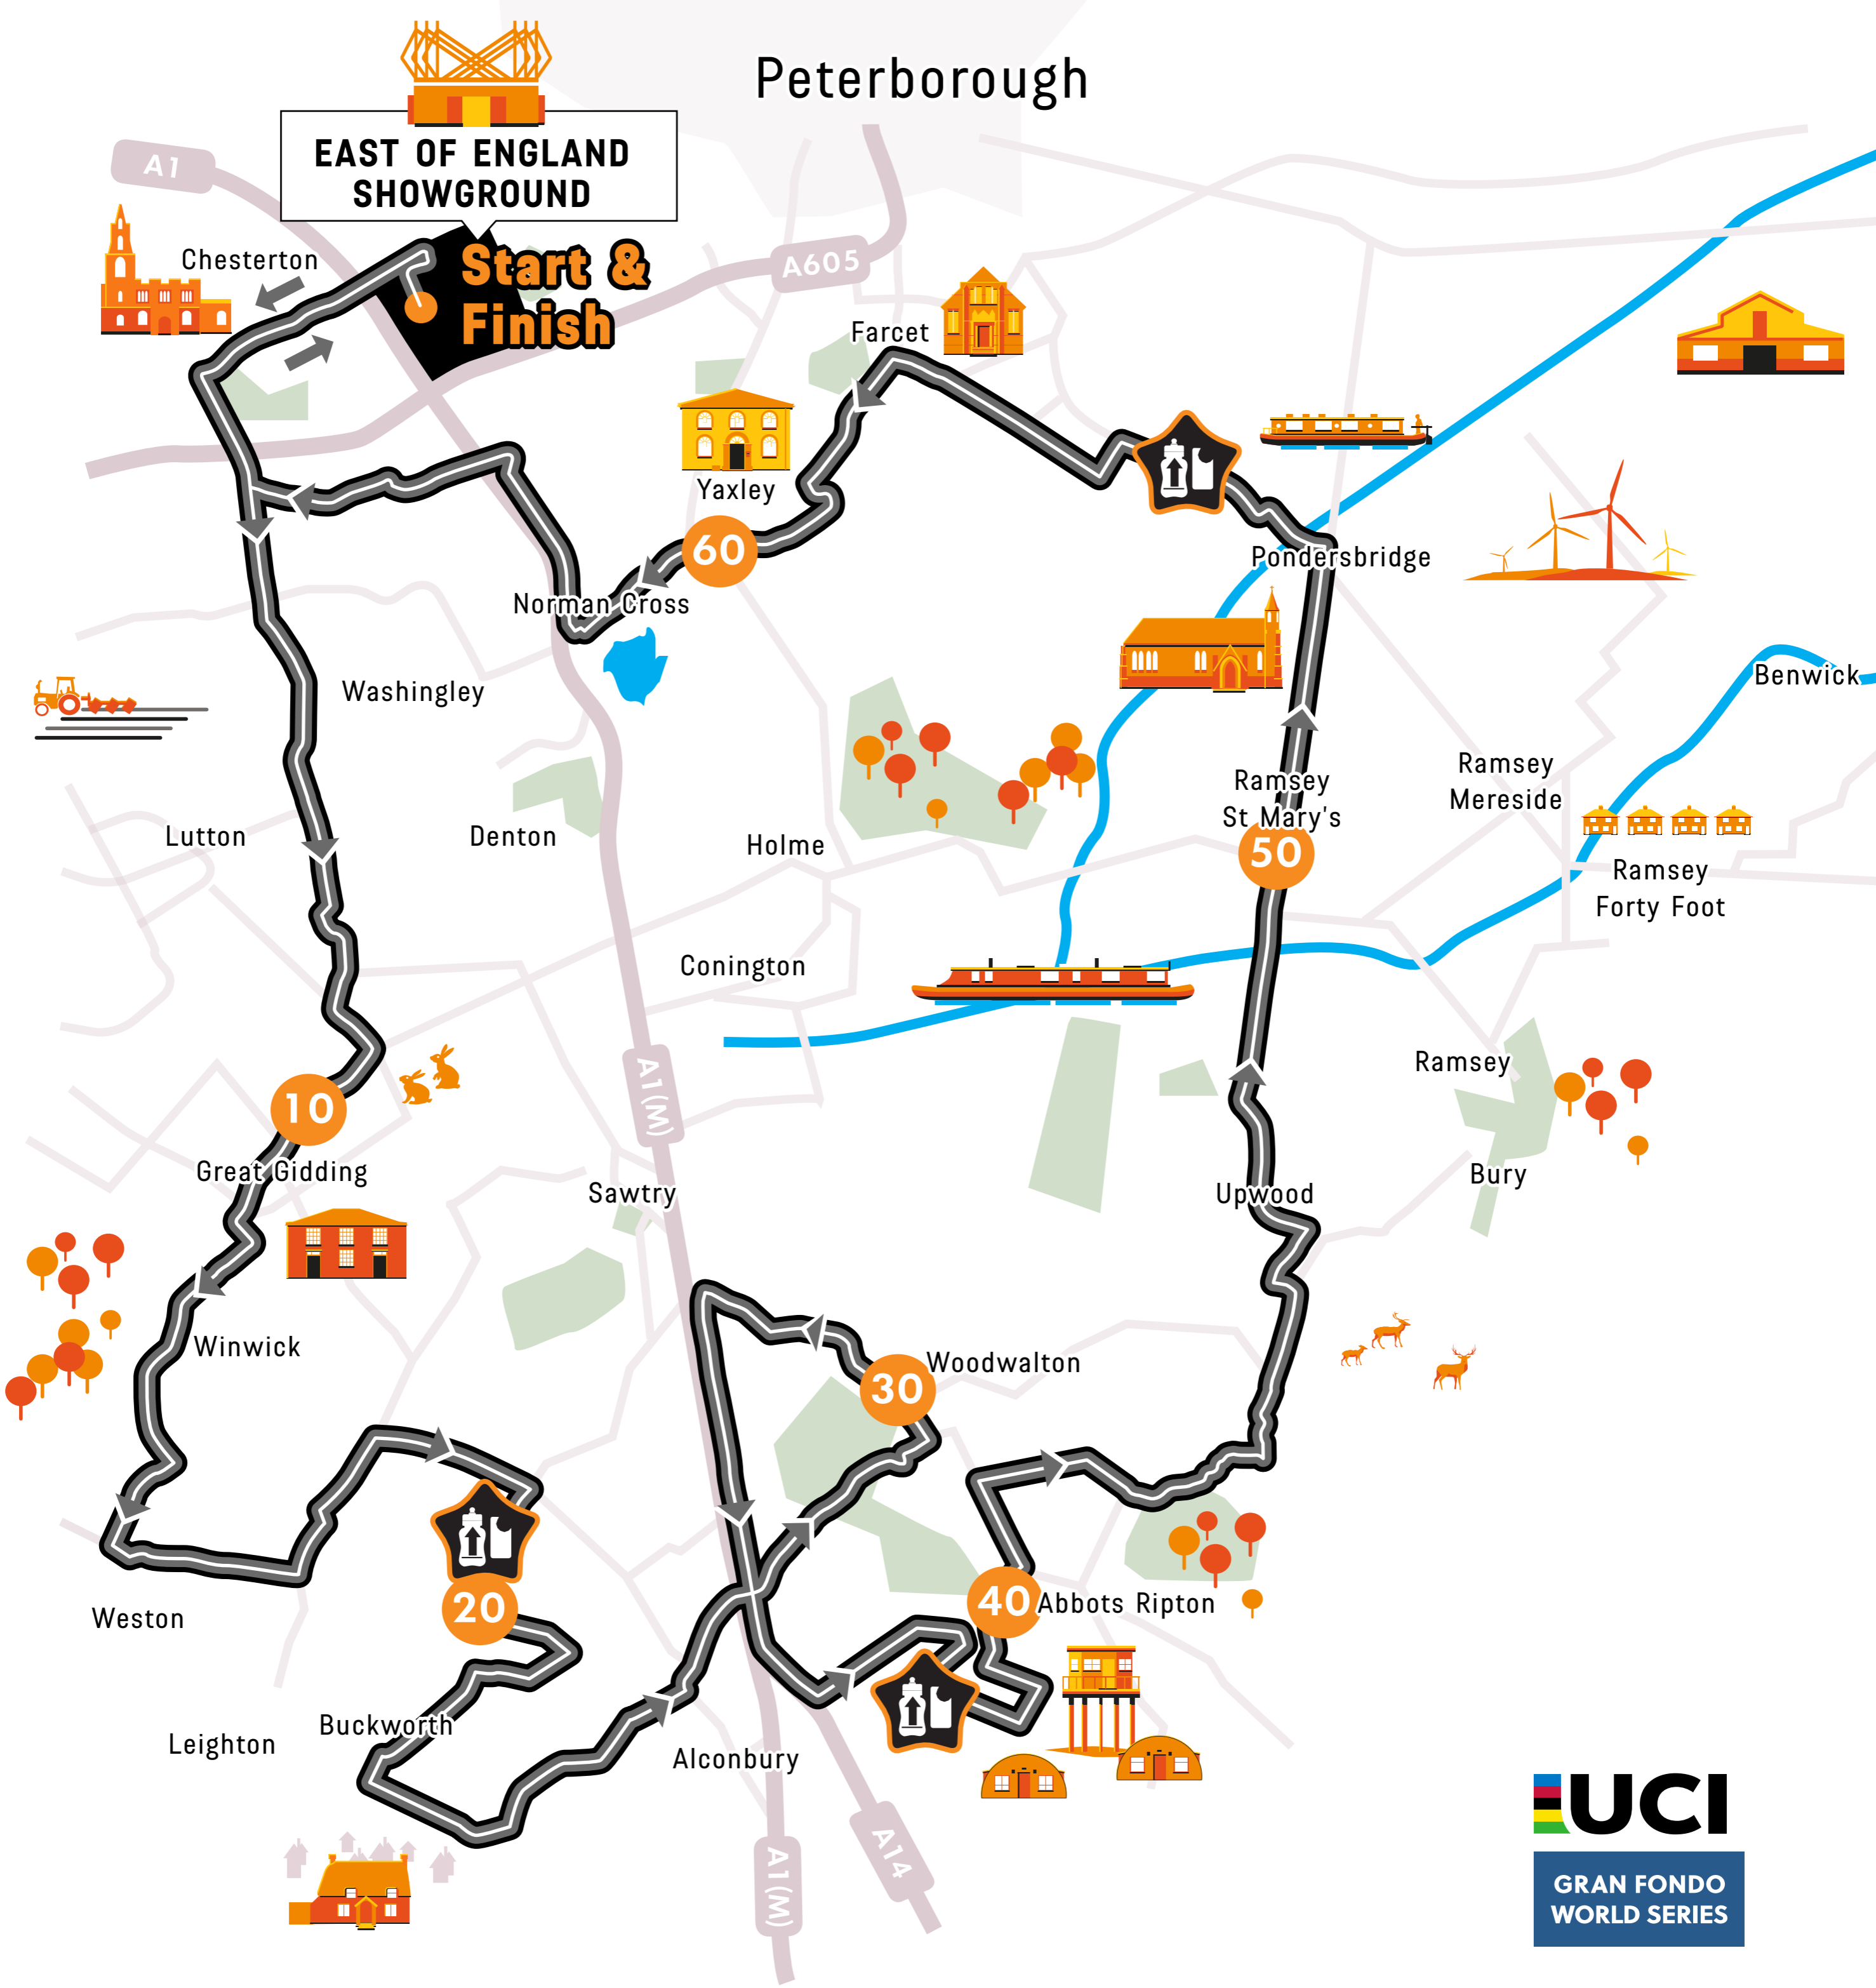 Peterborough
EAST OF ENGLAND
SHOWGROUND
A1
Chesterton
Start &
Finish
A605
Farcet
Yaxley
60
Pondersbridge
Norman Cross
Washingley
Benwick
Ramsey
St Mary's
50
Ramsey
Mereside
Lutton
Denton
Holme
Ramsey
Forty Foot
Conington
Ramsey
A1(M)
10
Great Gidding
Sawtry
Upwood
Bury
Winwick
Woodwalton
30
20
40
Abbots Ripton
Weston
Buckworth
Leighton
Alconbury
A14
A1(M)
UCI
GRAN FONDO
WORLD SERIES